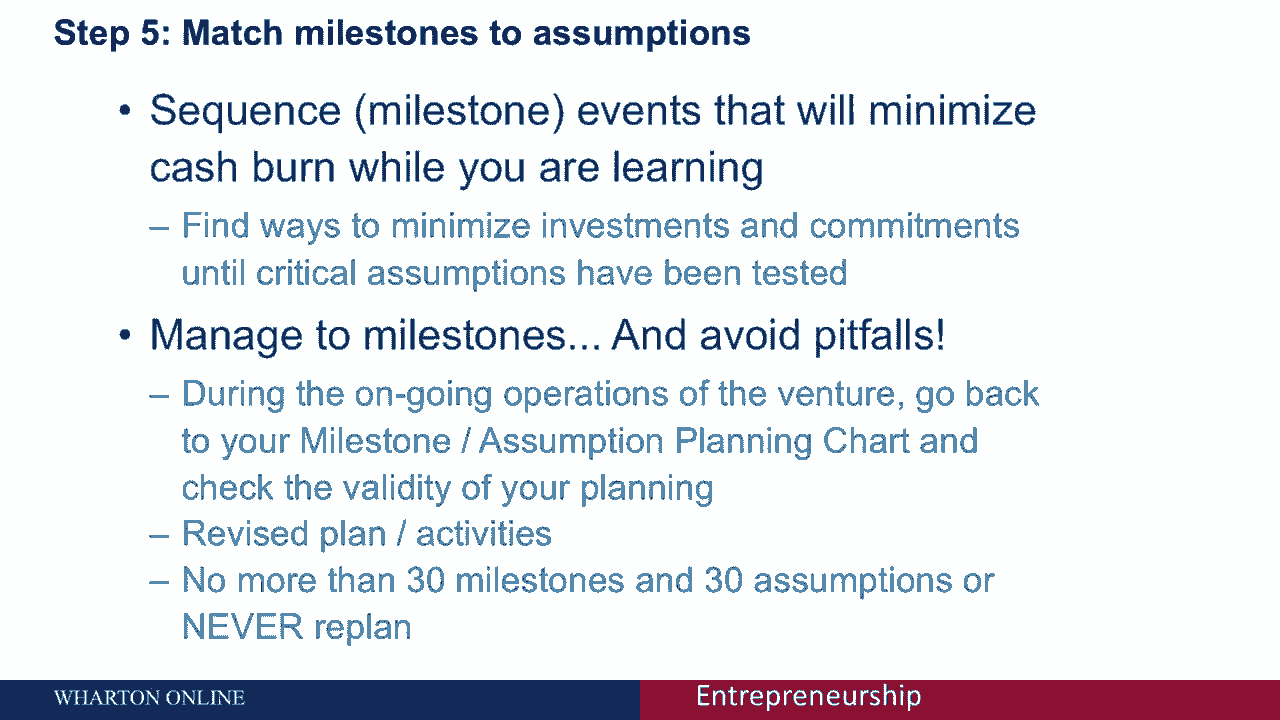 Step 5: Match milestones to assumptions
• Sequence (milestone) events that will minimize
cash burn while you are learning
– Find ways to minimize investments and commitments
until critical assumptions have been tested
• Manage to milestones... And avoid pitfalls!
– During the on-going operations of the venture, go back
to your Milestone / Assumption Planning Chart and
check the validity of your planning
– Revised plan / activities
– No more than 30 milestones and 30 assumptions or
NEVER replan
WHARTON ONLINE
Entrepreneurship